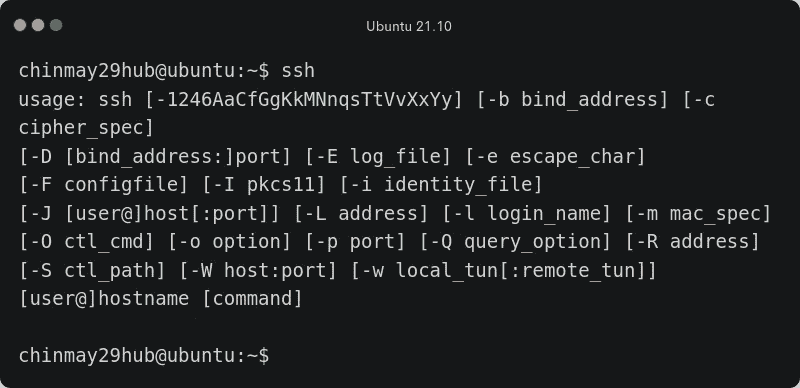 Ubuntu 21.10
chinmay29hub@ubuntu:~$ ssh
usage: ssh [-1246AaCfGgKkMNnqsTtVvXxYy] [-b bind_address] [-c
cipher_spec]
[-D [bind_address:]port] [-E log_file] [-e escape_char]
[-F configfile] [-I pkcs11] [-i identity_file]
[-J [user@]host[:port]] [-L address] [-l login_name] [-m mac_spec]
[-O ctl_cmd] [-o option] [-p port] [-Q query_option] [-R address]
[-S ctl_path] [-W host:port] [-w local_tun[:remote_tun]]
[user@]hostname [command]
chinmay29hub@ubuntu:~$